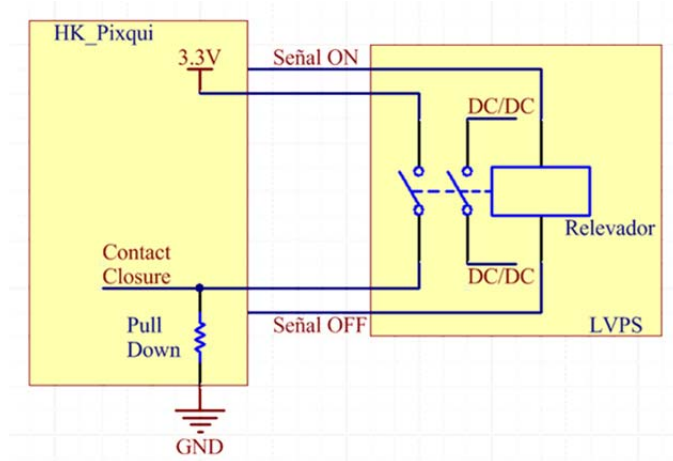 HK_Pixqui
3.3V
Señal ON
DC/DC
Relevador
Contact
Closure
DC/DC
Pull
Down
Señal OFF
LVPS
GND